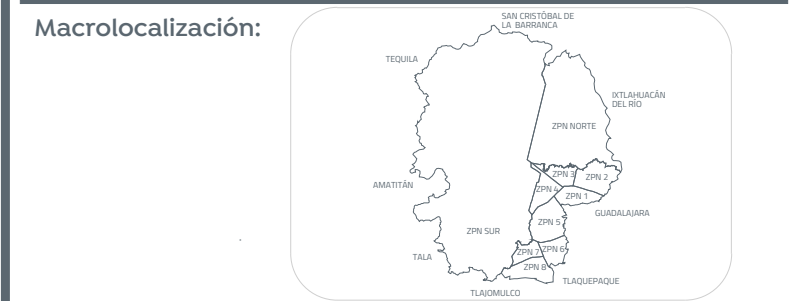 Macrolocalización:
SAN CRISTÓBAL DE
LA BARRANCA
TEQUILA
IXTLAHUACÁN
DEL RÍO
ZPN NORTE
ZPN 3
ZPN 2
AMATITÁN
ZPN 4
ZPN 1
GUADALAJARA
ZPN 5
ZPN SUR
ZPN 7
ZPN 6
TALA
ZPN 8
TLAQUEPAQUE
TLAJOMULCO